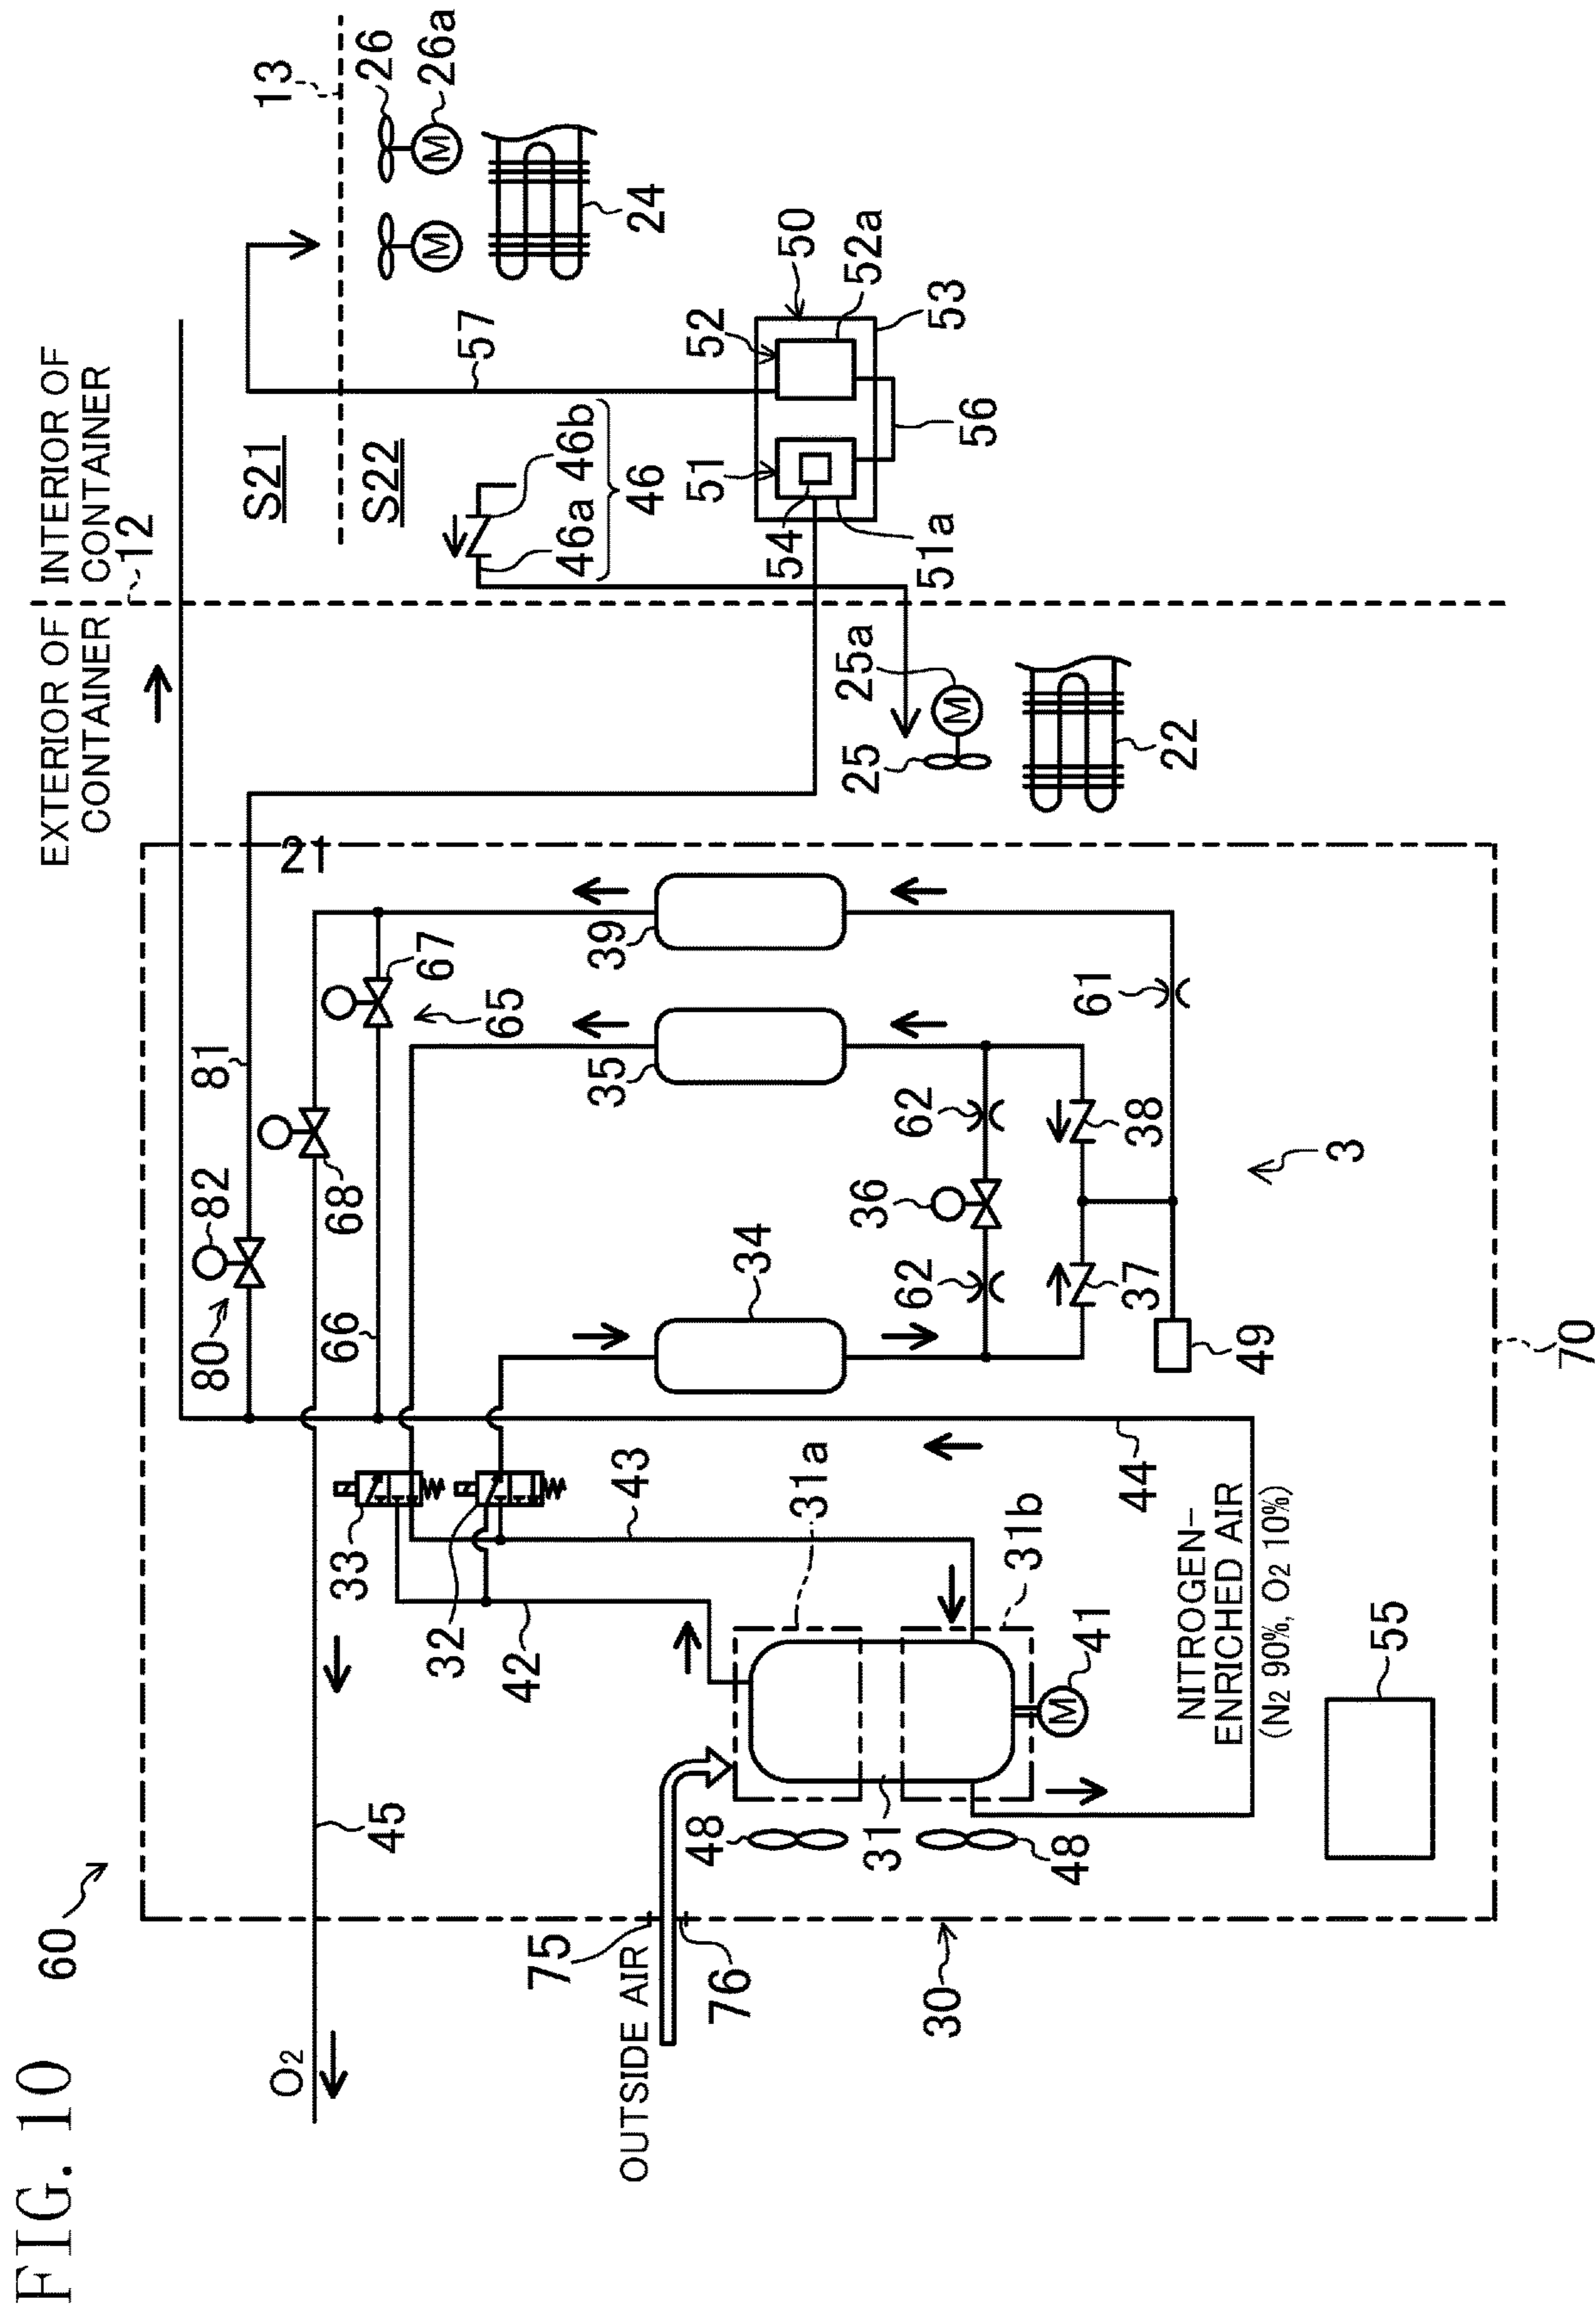 FIG. 10
60
EXTERIOR OF
CONTAINER
INTERIOR OF
CONTAINER
12
13
S21
S22
26
26a
M
M
24
57
46a
46b
46
50
52
52a
53
51
51a
54
56
25a
25
M
22
21
81
82
80
67
65
68
66
39
35
34
61
62
62
36
38
37
49
3
70
33
32
43
42
44
31a
31b
31
41
M
48
48
45
O2
75
76
OUTSIDE AIR
30
NITROGEN-
ENRICHED AIR
(N2 90%, O2 10%)
55